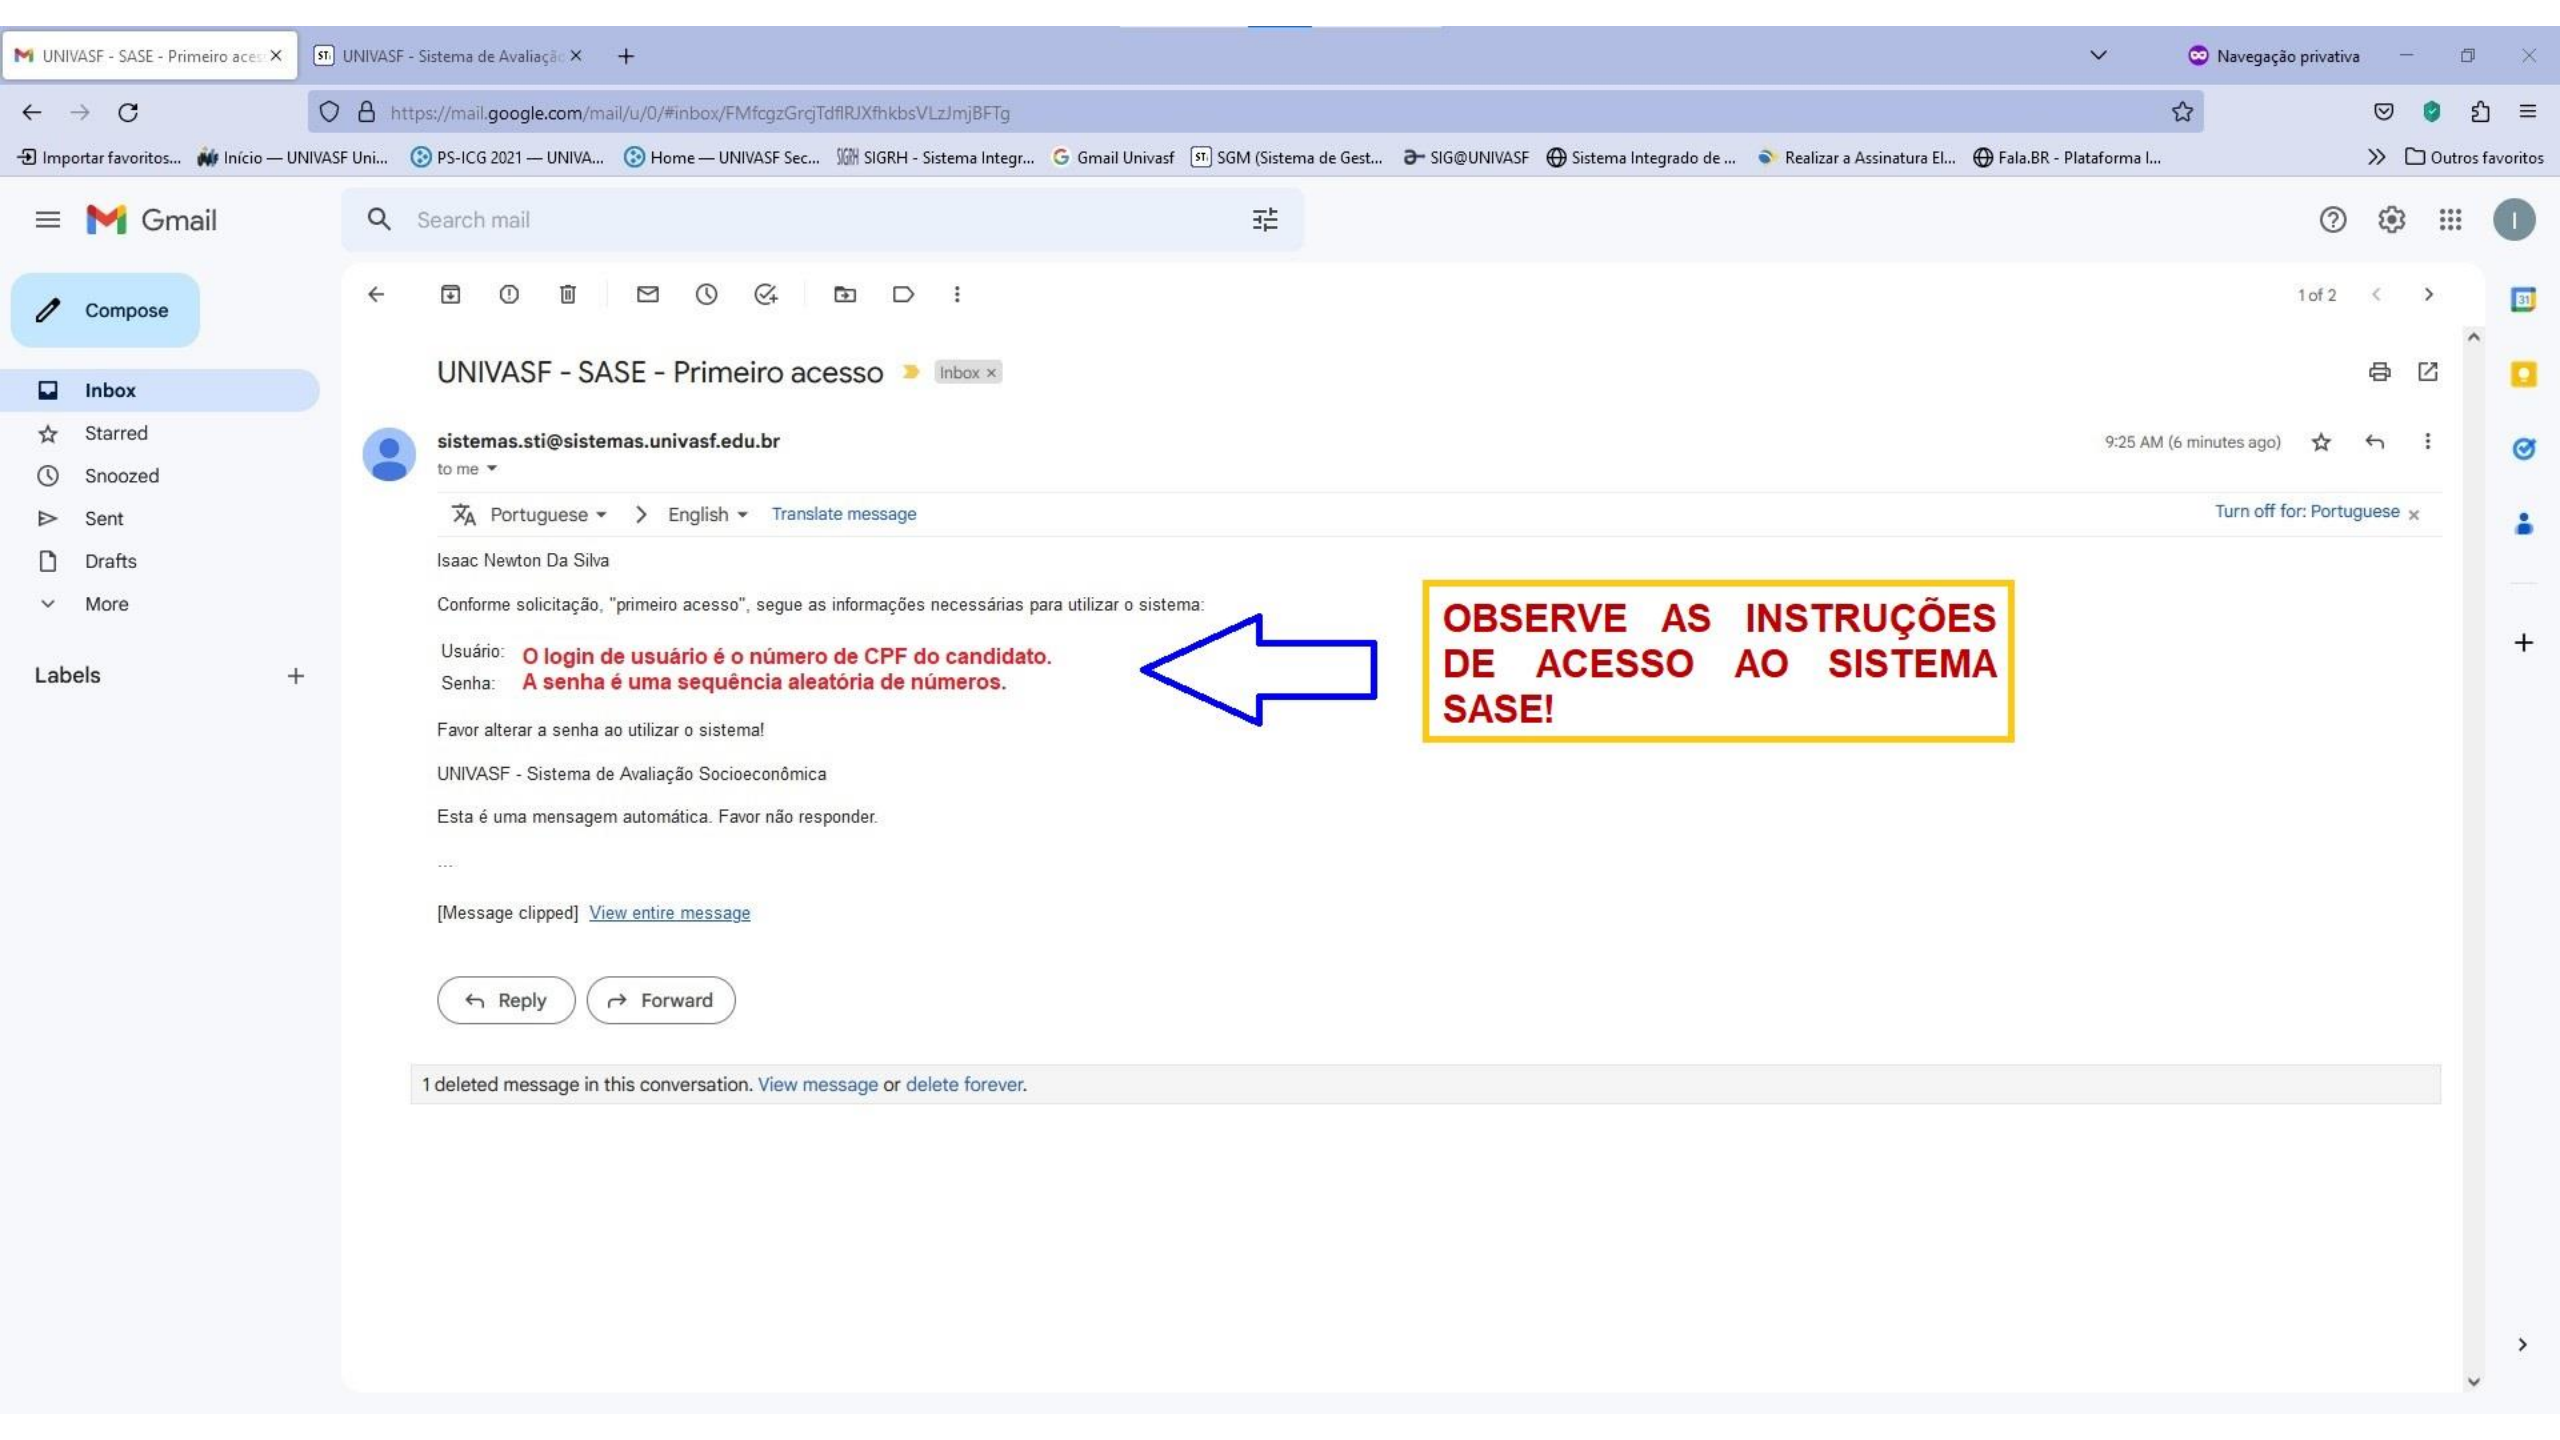 UNIVASF - SASE - Primeiro aces
UNIVASF - Sistema de Avaliação
Navegação privativa
https://mail.google.com/mail/u/0/#inbox/FMfcgzGrcjTdflRJXfhkbsVLzJmjBFTg
Importar favoritos...
Início — UNIVASF Uni...
PS-ICG 2021 — UNIVA...
Home — UNIVASF Sec...
SIGRH - Sistema Integr...
Gmail Univasf
SGM (Sistema de Gest...
SIG@UNIVASF
Sistema Integrado de ...
Realizar a Assinatura El...
Fala.BR - Plataforma I...
Outros favoritos
Gmail
Search mail
Compose
1 of 2
Inbox
Starred
Snoozed
Sent
Drafts
More
Labels
UNIVASF - SASE - Primeiro acesso
Inbox
sistemas.sti@sistemas.univasf.edu.br
9:25 AM (6 minutes ago)
to me
Portuguese
English
Translate message
Turn off for: Portuguese
Isaac Newton Da Silva
Conforme solicitação, "primeiro acesso", segue as informações necessárias para utilizar o sistema:
Usuário: O login de usuário é o número de CPF do candidato.
Senha: A senha é uma sequência aleatória de números.
Favor alterar a senha ao utilizar o sistema!
UNIVASF - Sistema de Avaliação Socioeconômica
Esta é uma mensagem automática. Favor não responder.
...
[Message clipped] View entire message
Reply
Forward
1 deleted message in this conversation. View message or delete forever.
OBSERVE AS INSTRUÇÕES
DE ACESSO AO SISTEMA
SASE!